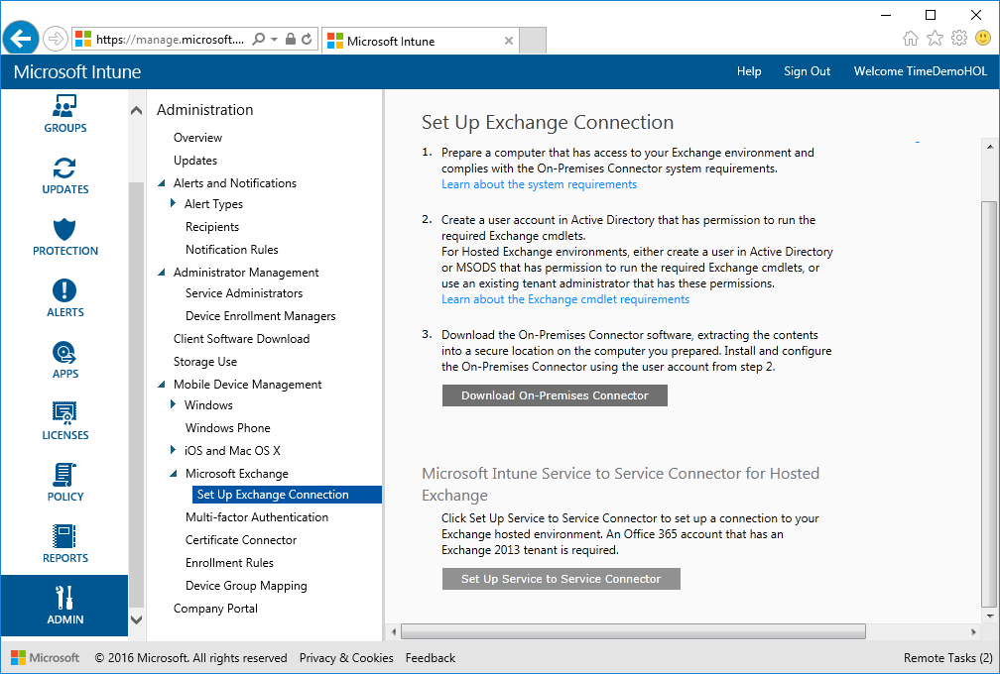 https://manage.microsoft....
Microsoft Intune
Microsoft Intune
Help
Sign Out
Welcome TimeDemoHOL
GROUPS
UPDATES
PROTECTION
ALERTS
APPS
LICENSES
POLICY
REPORTS
ADMIN
Administration
Overview
Updates
Alerts and Notifications
Alert Types
Recipients
Notification Rules
Administrator Management
Service Administrators
Device Enrollment Managers
Client Software Download
Storage Use
Mobile Device Management
Windows
Windows Phone
iOS and Mac OS X
Microsoft Exchange
Set Up Exchange Connection
Multi-factor Authentication
Certificate Connector
Enrollment Rules
Device Group Mapping
Company Portal
Set Up Exchange Connection
1. Prepare a computer that has access to your Exchange environment and
complies with the On-Premises Connector system requirements.
Learn about the system requirements
2. Create a user account in Active Directory that has permission to run the
required Exchange cmdlets.
For Hosted Exchange environments, either create a user in Active Directory
or MSODS that has permission to run the required Exchange cmdlets, or
use an existing tenant administrator that has these permissions.
Learn about the Exchange cmdlet requirements
3. Download the On-Premises Connector software, extracting the contents
into a secure location on the computer you prepared. Install and configure
the On-Premises Connector using the user account from step 2.
Download On-Premises Connector
Microsoft Intune Service to Service Connector for Hosted
Exchange
Click Set Up Service to Service Connector to set up a connection to your
Exchange hosted environment. An Office 365 account that has an
Exchange 2013 tenant is required.
Set Up Service to Service Connector
Microsoft
© 2016 Microsoft. All rights reserved
Privacy & Cookies
Feedback
Remote Tasks (2)